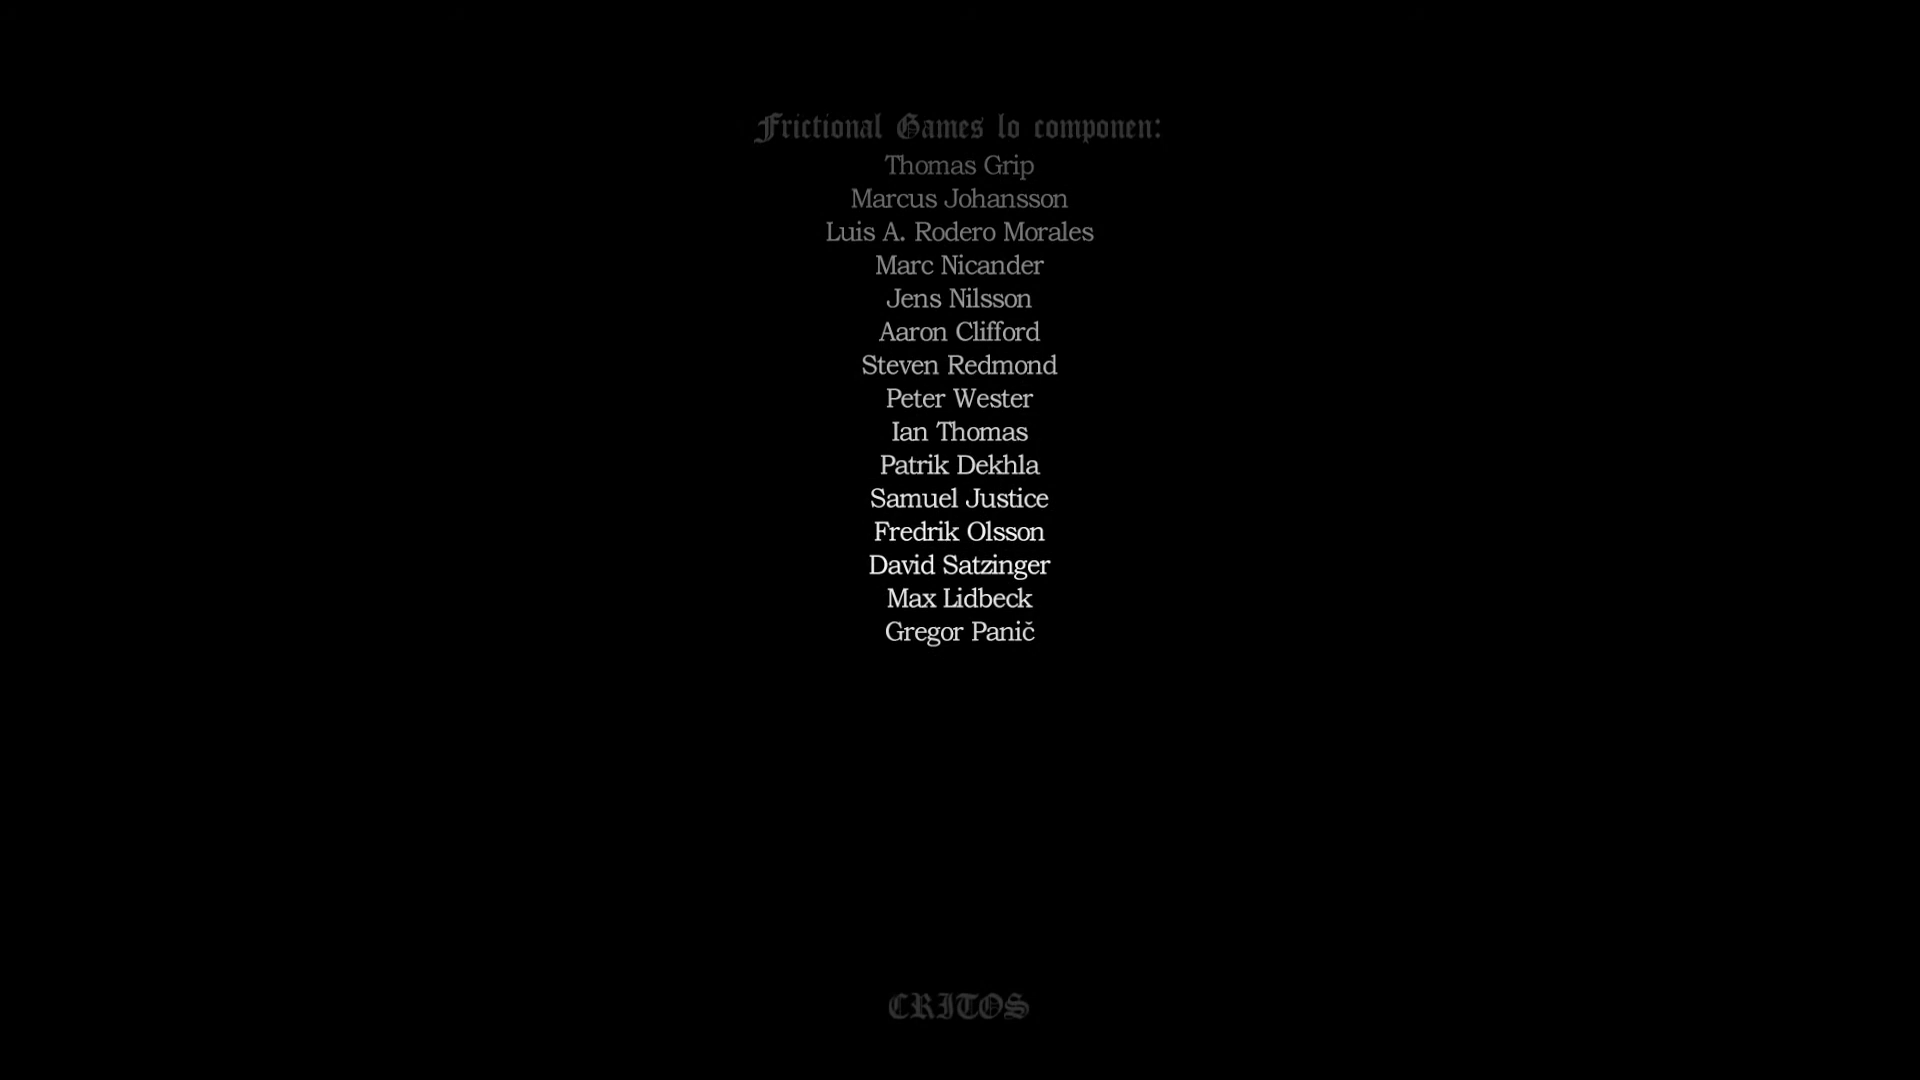 Frictional Games lo componen:
Thomas Grip
Marcus Johansson
Luis A. Rodero Morales
Marc Nicander
Jens Nilsson
Aaron Clifford
Steven Redmond
Peter Wester
Ian Thomas
Patrik Dekhla
Samuel Justice
Fredrik Olsson
David Satzinger
Max Lidbeck
Gregor Panič
CRITOS